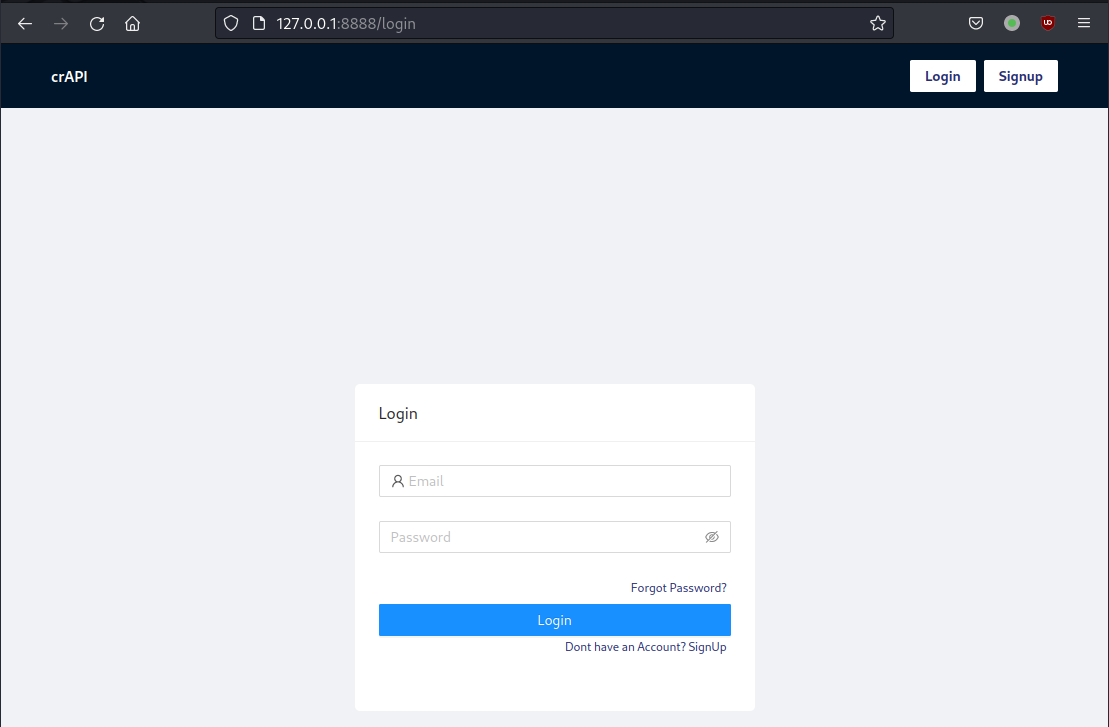 127.0.0.1:8888/login
crAPI
Login Signup
Login
Email
Password
Forgot Password?
Login
Dont have an Account? SignUp